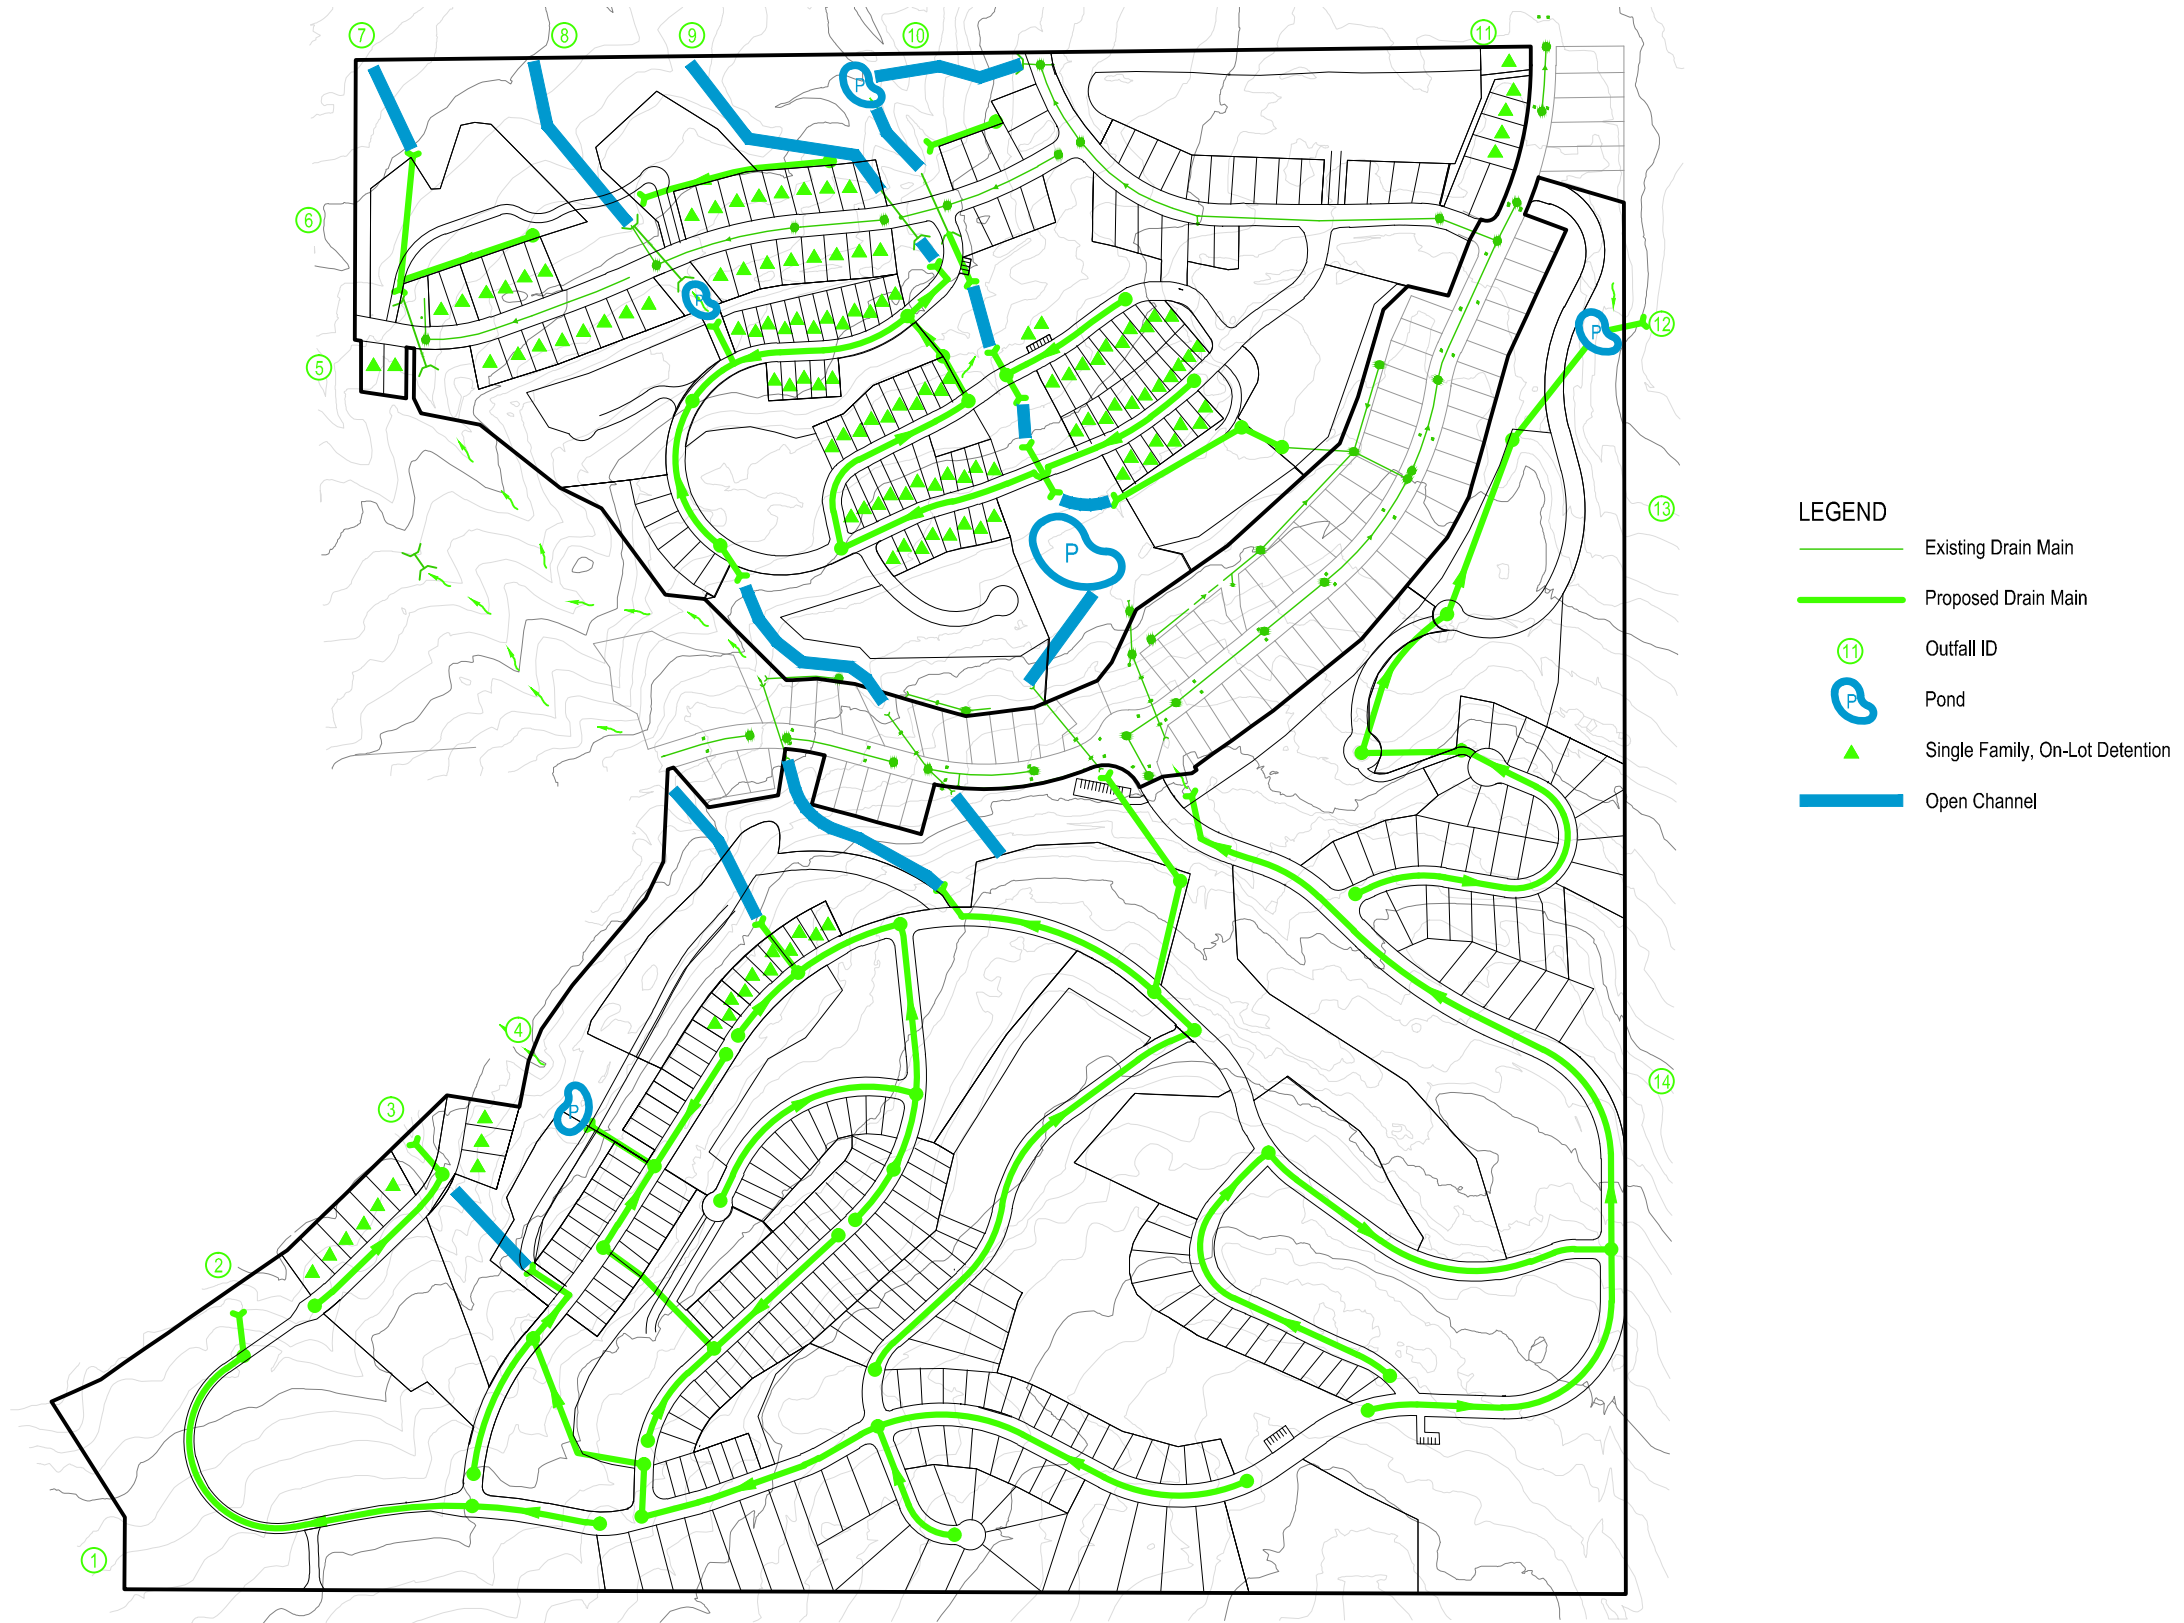 7
8
9
10
11
P
6
P
5
P
12
13
P
4
3
P
14
2
1
LEGEND
Existing Drain Main
Proposed Drain Main
11 Outfall ID
P Pond
Single Family, On-Lot Detention
Open Channel